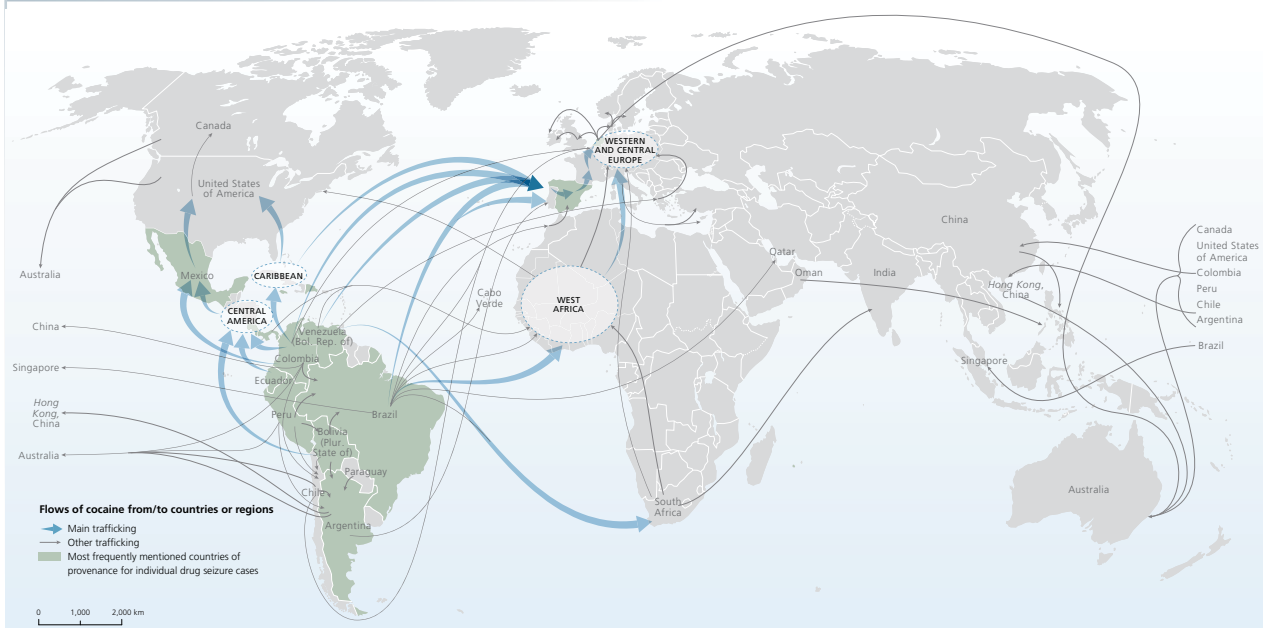 Canada
United States
of America
Mexico
CARIBBEAN
CENTRAL
AMERICA
Venezuela
(Bol. Rep. of)
Colombia
Ecuador
Peru
Brazil
Bolivia
(Plur.
State of)
Paraguay
Chile
Argentina
Australia
China
Singapore
Hong
Kong,
China
Australia
WESTERN
AND CENTRAL
EUROPE
Cabo
Verde
WEST
AFRICA
South
Africa
Qatar
Oman
India
China
Hong Kong,
China
Singapore
Australia
Canada
United States
of America
Colombia
Peru
Chile
Argentina
Brazil
Flows of cocaine from/to countries or regions
Main trafficking
Other trafficking
Most frequently mentioned countries of
provenance for individual drug seizure cases
0 1,000 2,000 km